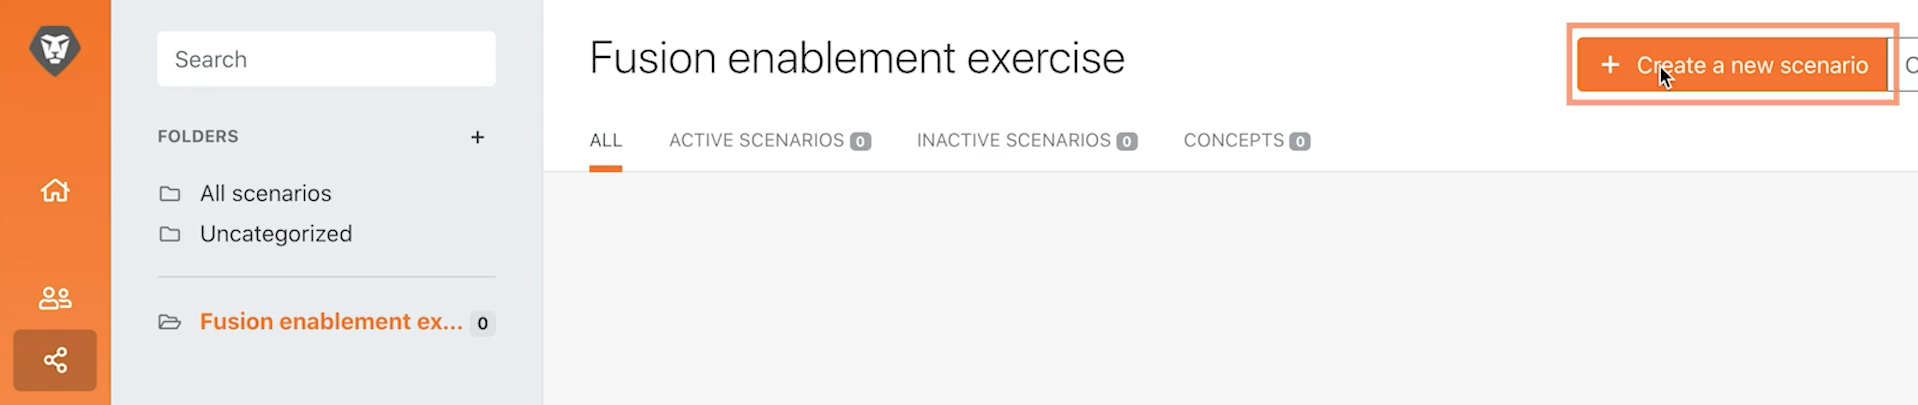 Search
FOLDERS +
All scenarios
Uncategorized
Fusion enablement ex... 0
Fusion enablement exercise
+ Create a new scenario
ALL ACTIVE SCENARIOS 0 INACTIVE SCENARIOS 0 CONCEPTS 0